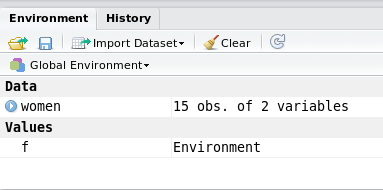 Environment History
Import Dataset Clear
Global Environment
Data
women 15 obs. of 2 variables
Values
f Environment